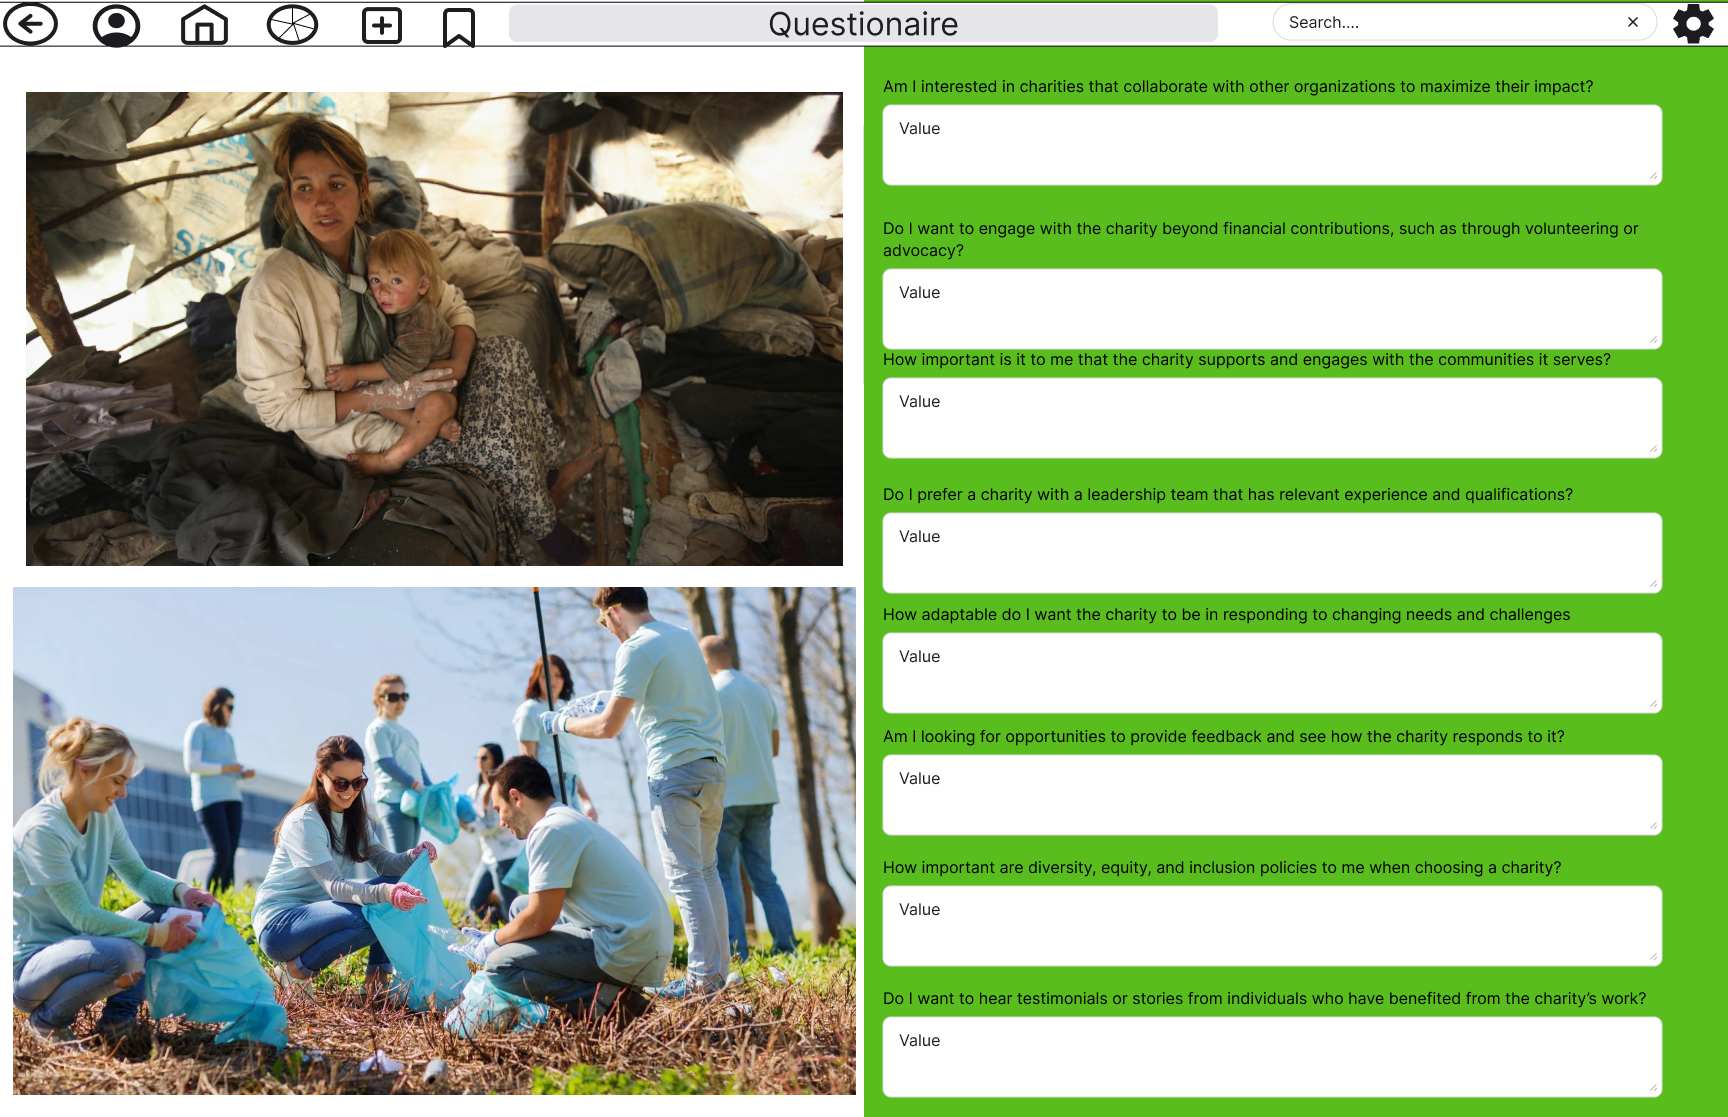 Questionaire
Search....
Am I interested in charities that collaborate with other organizations to maximize their impact?
Value
Do I want to engage with the charity beyond financial contributions, such as through volunteering or
advocacy?
Value
How important is it to me that the charity supports and engages with the communities it serves?
Value
Do I prefer a charity with a leadership team that has relevant experience and qualifications?
Value
How adaptable do I want the charity to be in responding to changing needs and challenges
Value
Am I looking for opportunities to provide feedback and see how the charity responds to it?
Value
How important are diversity, equity, and inclusion policies to me when choosing a charity?
Value
Do I want to hear testimonials or stories from individuals who have benefited from the charity’s work?
Value